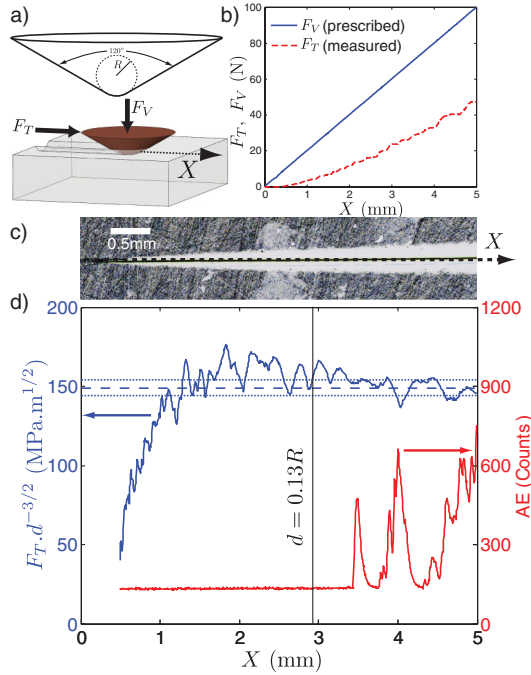 a)
120°
R
F_V
F_T
X
b)
F_V (prescribed)
F_T (measured)
F_T, F_V (N)
100
80
60
40
20
0
0 1 2 3 4 5
X (mm)
c)
0.5mm
X
d)
F_T.d^{-3/2} (MPa.m^{1/2})
200
150
100
50
0
d = 0.13R
1200
900
600
300
0
AE (Counts)
0 1 2 3 4 5
X (mm)